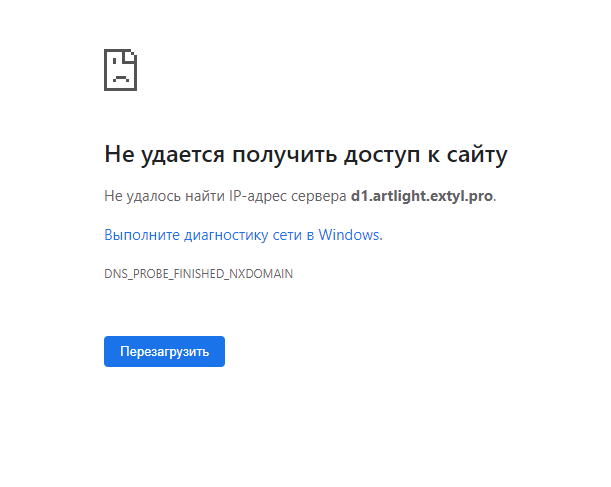 Не удается получить доступ к сайту
Не удалось найти IP-адрес сервера d1.artlight.extyl.pro.
Выполните диагностику сети в Windows.
DNS_PROBE_FINISHED_NXDOMAIN
Перезагрузить